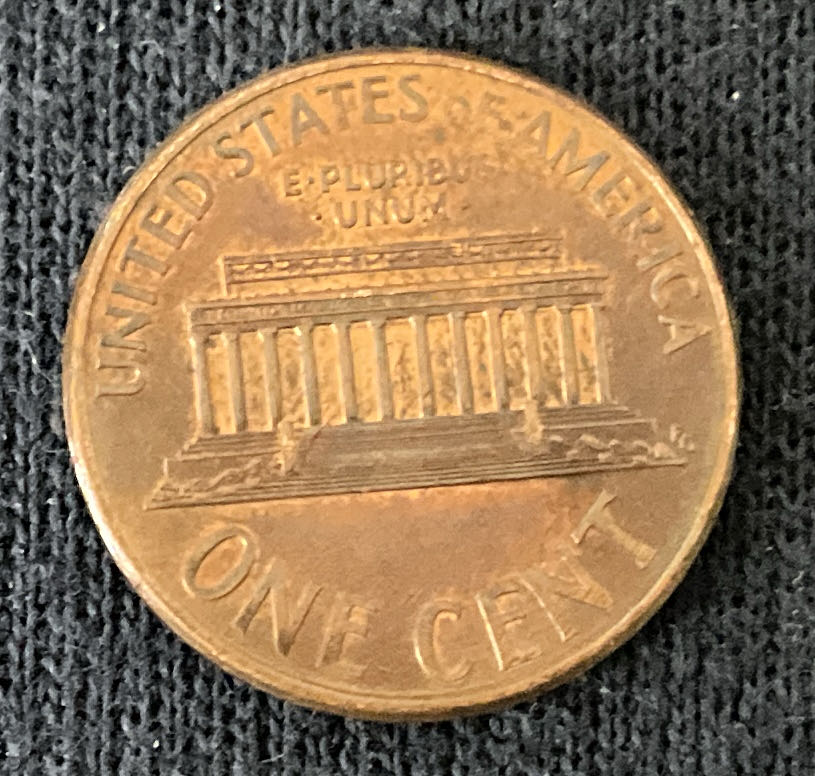 UNITED STATES OF AMERICA
E·PLURIBUS
·UNUM·
ONE CENT